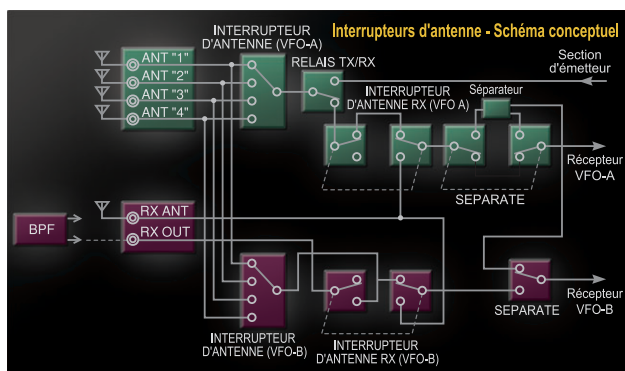 Interrupteurs d'antenne - Schéma conceptuel
INTERRUPTEUR
D'ANTENNE (VFO-A)
ANT "1"
ANT "2"
ANT "3"
ANT "4"
RELAIS TX/RX
Section
d'émetteur
INTERRUPTEUR
D'ANTENNE RX (VFO A)
Séparateur
Récepteur
VFO-A
SEPARATE
BPF
RX ANT
RX OUT
INTERRUPTEUR
D'ANTENNE (VFO-B)
INTERRUPTEUR
D'ANTENNE RX (VFO-B)
SEPARATE
Récepteur
VFO-B